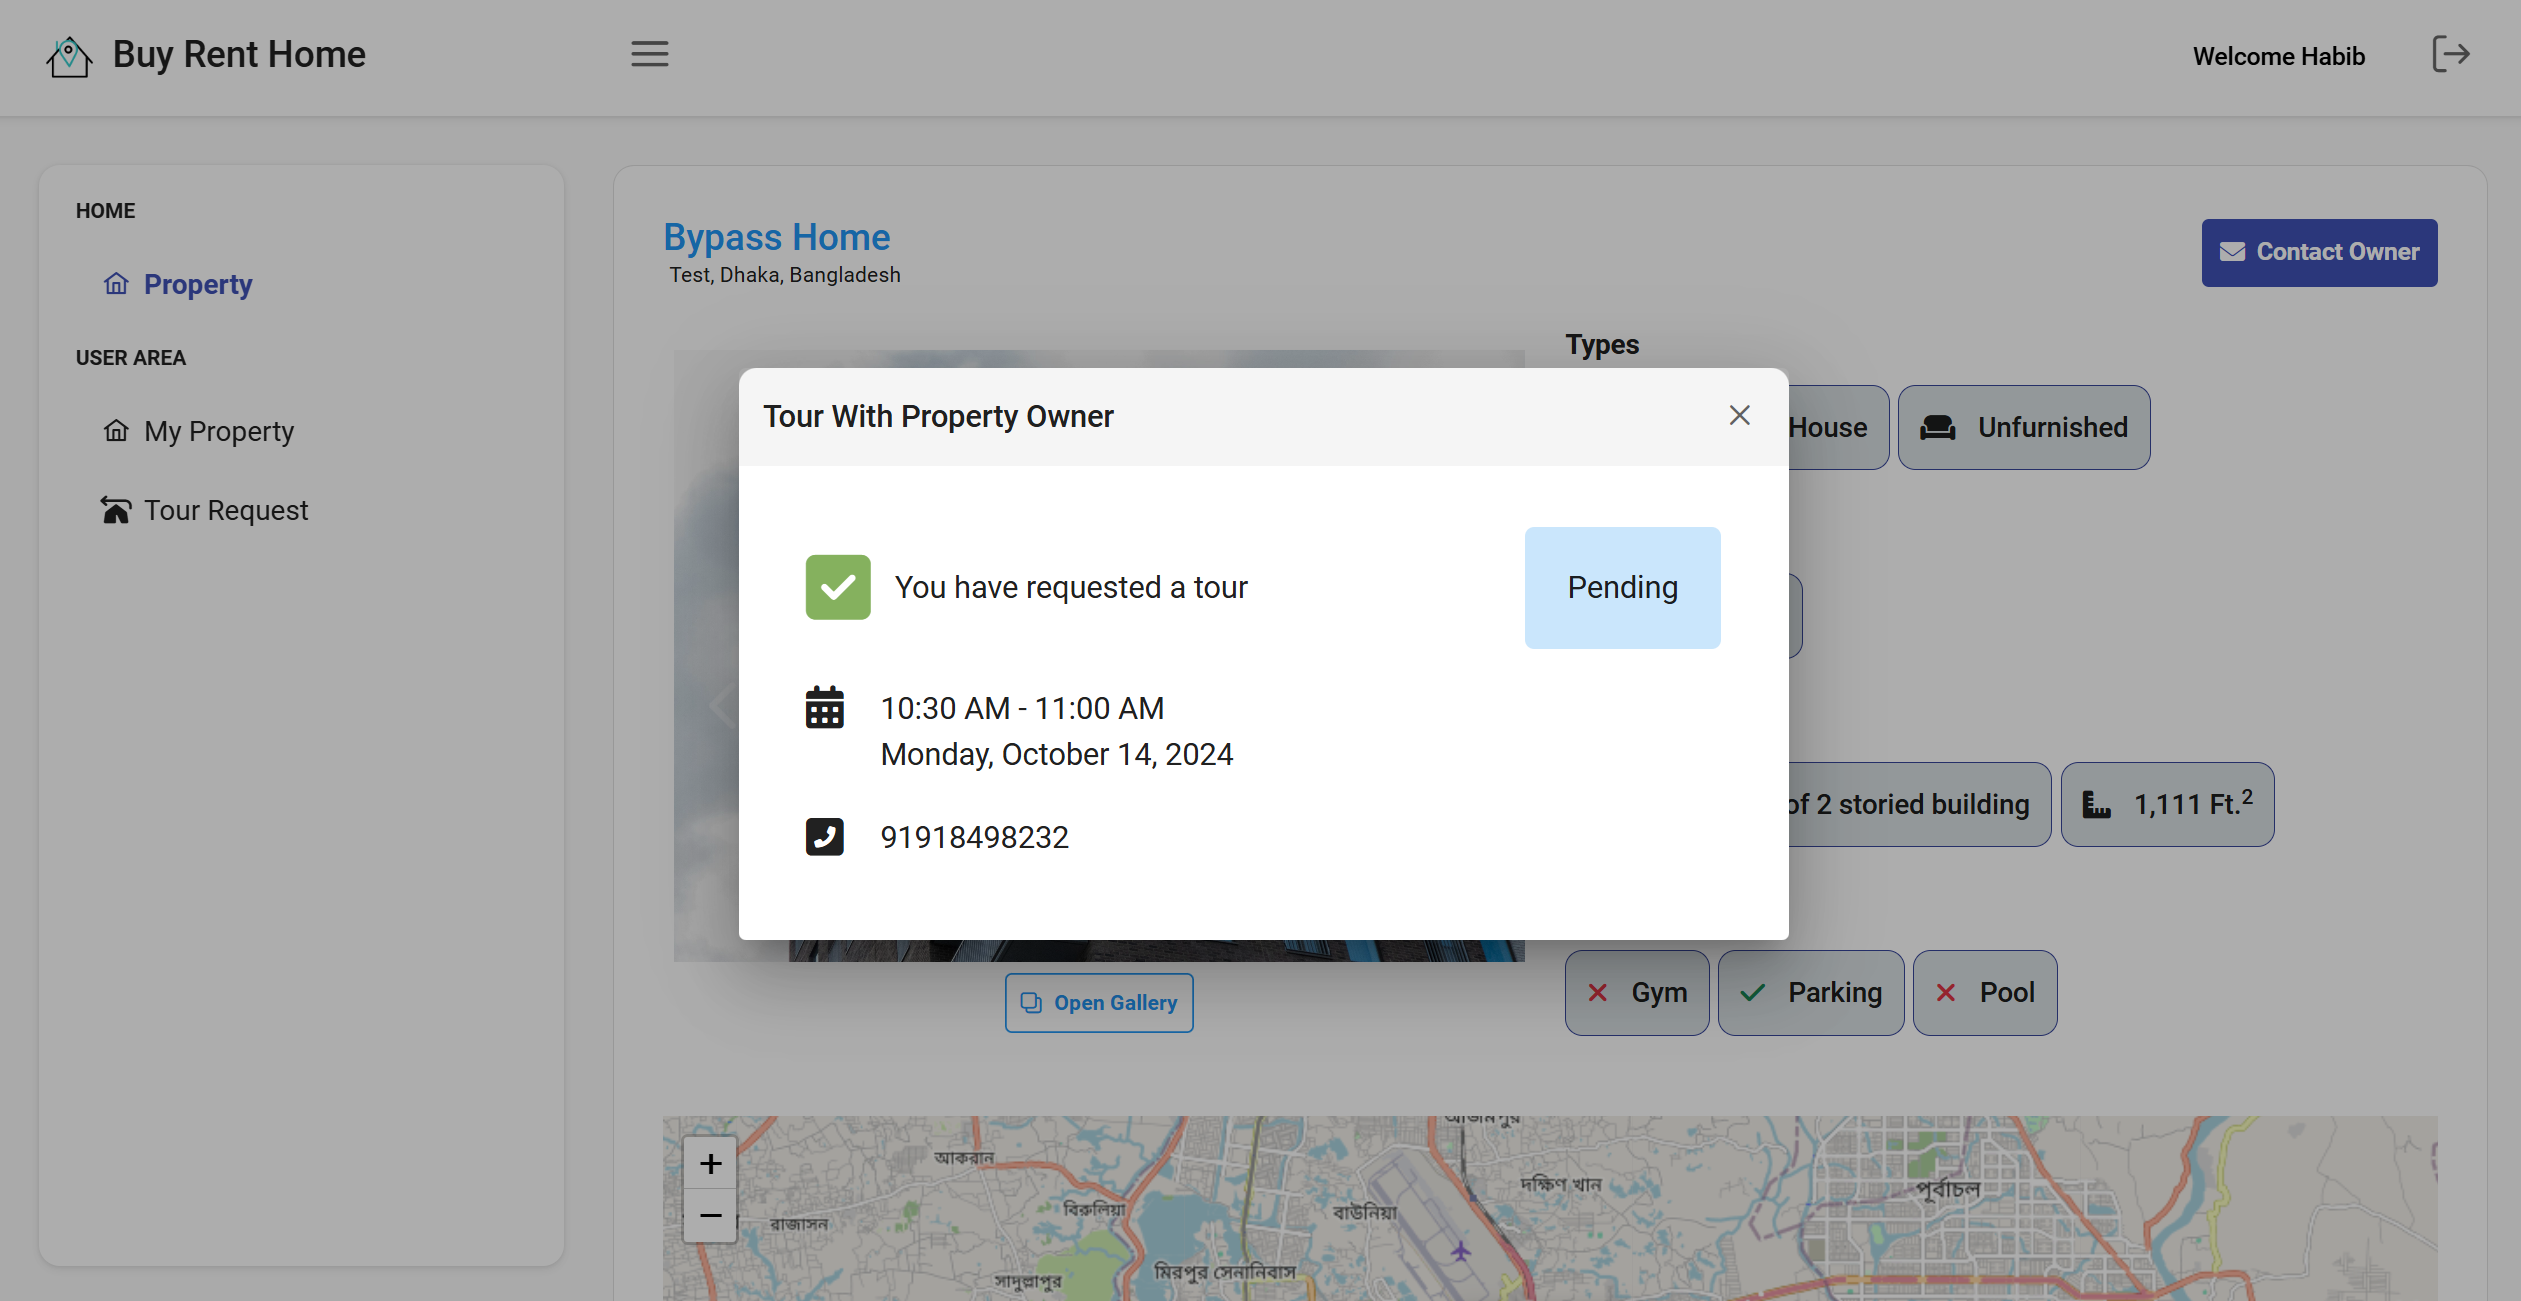 Buy Rent Home
Welcome Habib
HOME
Property
USER AREA
My Property
Tour Request
Bypass Home
Test, Dhaka, Bangladesh
Contact Owner
Types
House
Unfurnished
Tour With Property Owner
You have requested a tour
Pending
10:30 AM - 11:00 AM
Monday, October 14, 2024
91918498232
of 2 storied building
1,111 Ft.2
Open Gallery
Gym
Parking
Pool
+
−
আকরান
দক্ষিণ খান
পূর্বাচল
বিরুলিয়া
বাউনিয়া
রাজাসন
মিরপুর সেনানিবাস
সাদুল্লাপুর